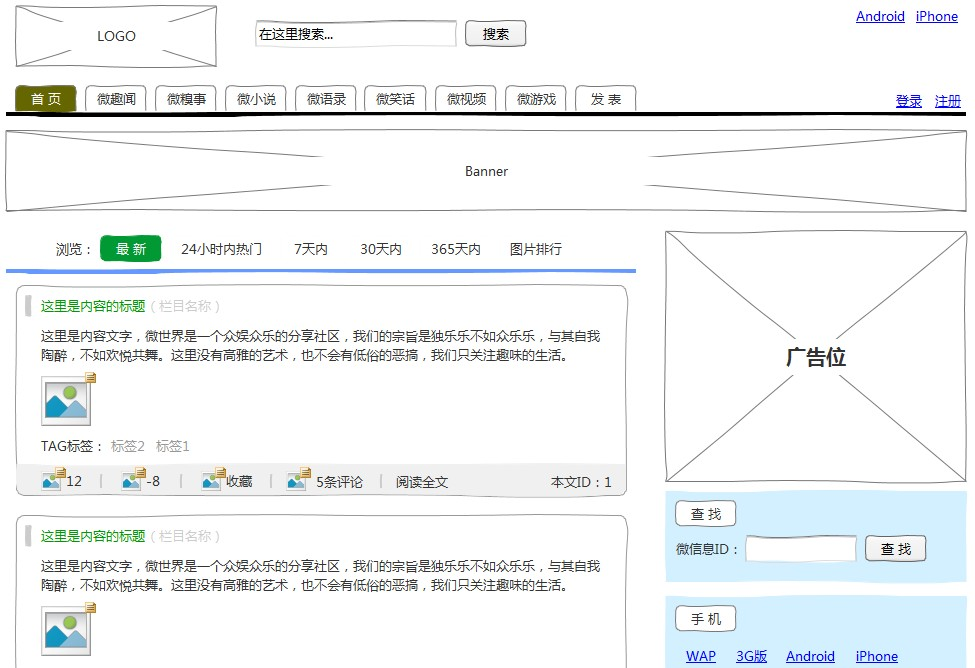 LOGO
在这里搜索...
搜索
Android iPhone
首 页 微趣闻 微糗事 微小说 微语录 微笑话 微视频 微游戏 发 表
登录 注册
Banner
浏览： 最 新 24小时内热门 7天内 30天内 365天内 图片排行
这里是内容的标题（栏目名称）
这里是内容文字，微世界是一个众娱众乐的分享社区，我们的宗旨是独乐乐不如众乐乐，与其自我
陶醉，不如欢悦共舞。这里没有高雅的艺术，也不会有低俗的恶搞，我们只关注趣味的生活。
TAG标签： 标签2 标签1
12 | -8 | 收藏 | 5条评论 | 阅读全文 本文ID：1
这里是内容的标题（栏目名称）
这里是内容文字，微世界是一个众娱众乐的分享社区，我们的宗旨是独乐乐不如众乐乐，与其自我
陶醉，不如欢悦共舞。这里没有高雅的艺术，也不会有低俗的恶搞，我们只关注趣味的生活。
广告位
查 找
微信息ID： 查 找
手 机
WAP 3G版 Android iPhone